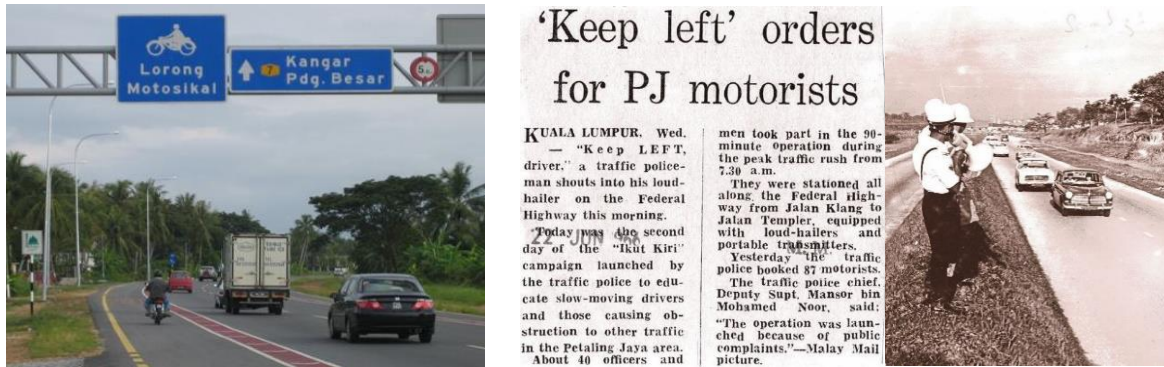 Lorong
Motosikal
7
Kangar
Pdg. Besar
'Keep left' orders
for PJ motorists
KUALA LUMPUR, Wed.
— "Keep LEFT,
driver," a traffic police-
man shouts into his loud-
hailer on the Federal
Highway this morning.
Today was the second
day of the "Ikut Kiri"
campaign launched by
the traffic police to edu-
cate slow-moving drivers
and those causing ob-
struction to other traffic
in the Petaling Jaya area.
About 40 officers and
men took part in the 90-
minute operation during
the peak traffic rush from
7.30 a.m.
They were stationed all
along the Federal High-
way from Jalan Klang to
Jalan Templer, equipped
with loud-hailers and
portable transmitters.
Yesterday the traffic
police booked 87 motorists.
The traffic police chief,
Deputy Supt. Mansor bin
Mohamed Noor, said:
"The operation was laun-
ched because of public
complaints."—Malay Mail
picture.
22 JUN 1968
M.M.